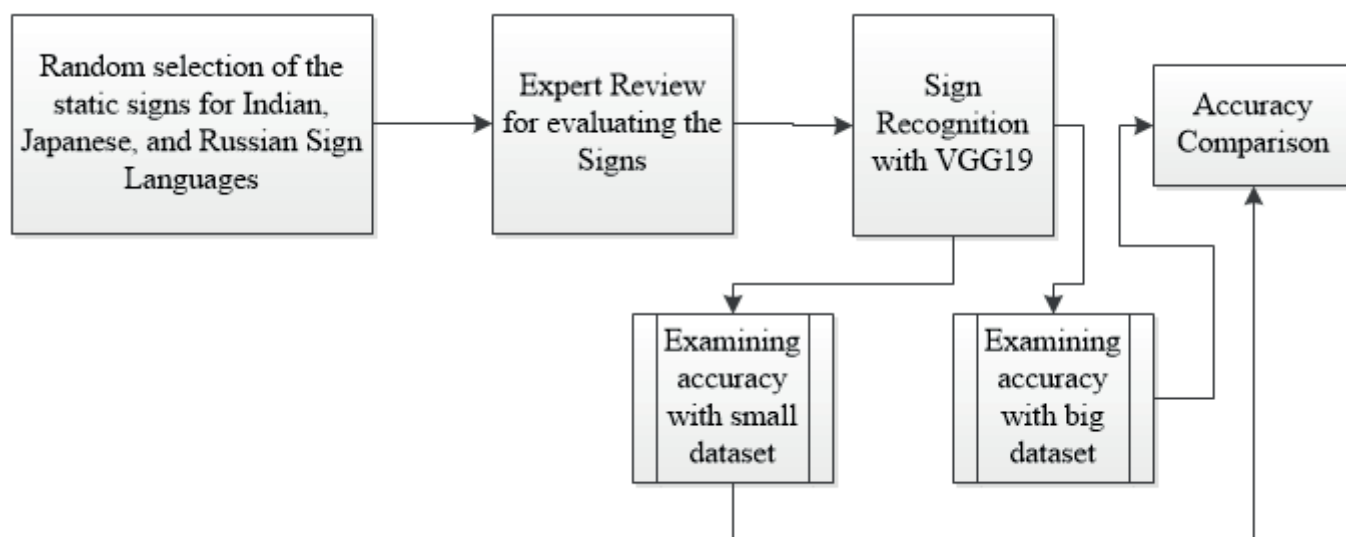 Random selection of the
static signs for Indian,
Japanese, and Russian Sign
Languages
Expert Review
for evaluating the
Signs
Sign
Recognition
with VGG19
Accuracy
Comparison
Examining
accuracy
with small
dataset
Examining
accuracy
with big
dataset